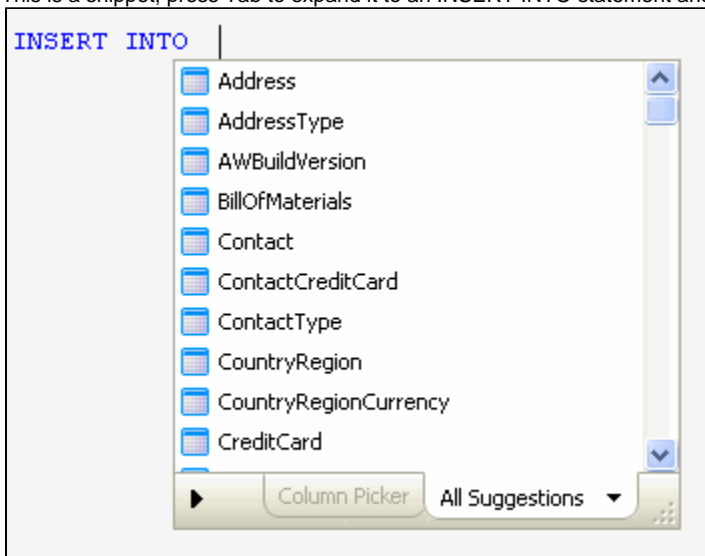 This is a snippet, press Tab to expand it to an INSERT INTO statement and
INSERT INTO
Address
AddressType
AWBuildVersion
BillOfMaterials
Contact
ContactCreditCard
ContactType
CountryRegion
CountryRegionCurrency
CreditCard
Column Picker All Suggestions